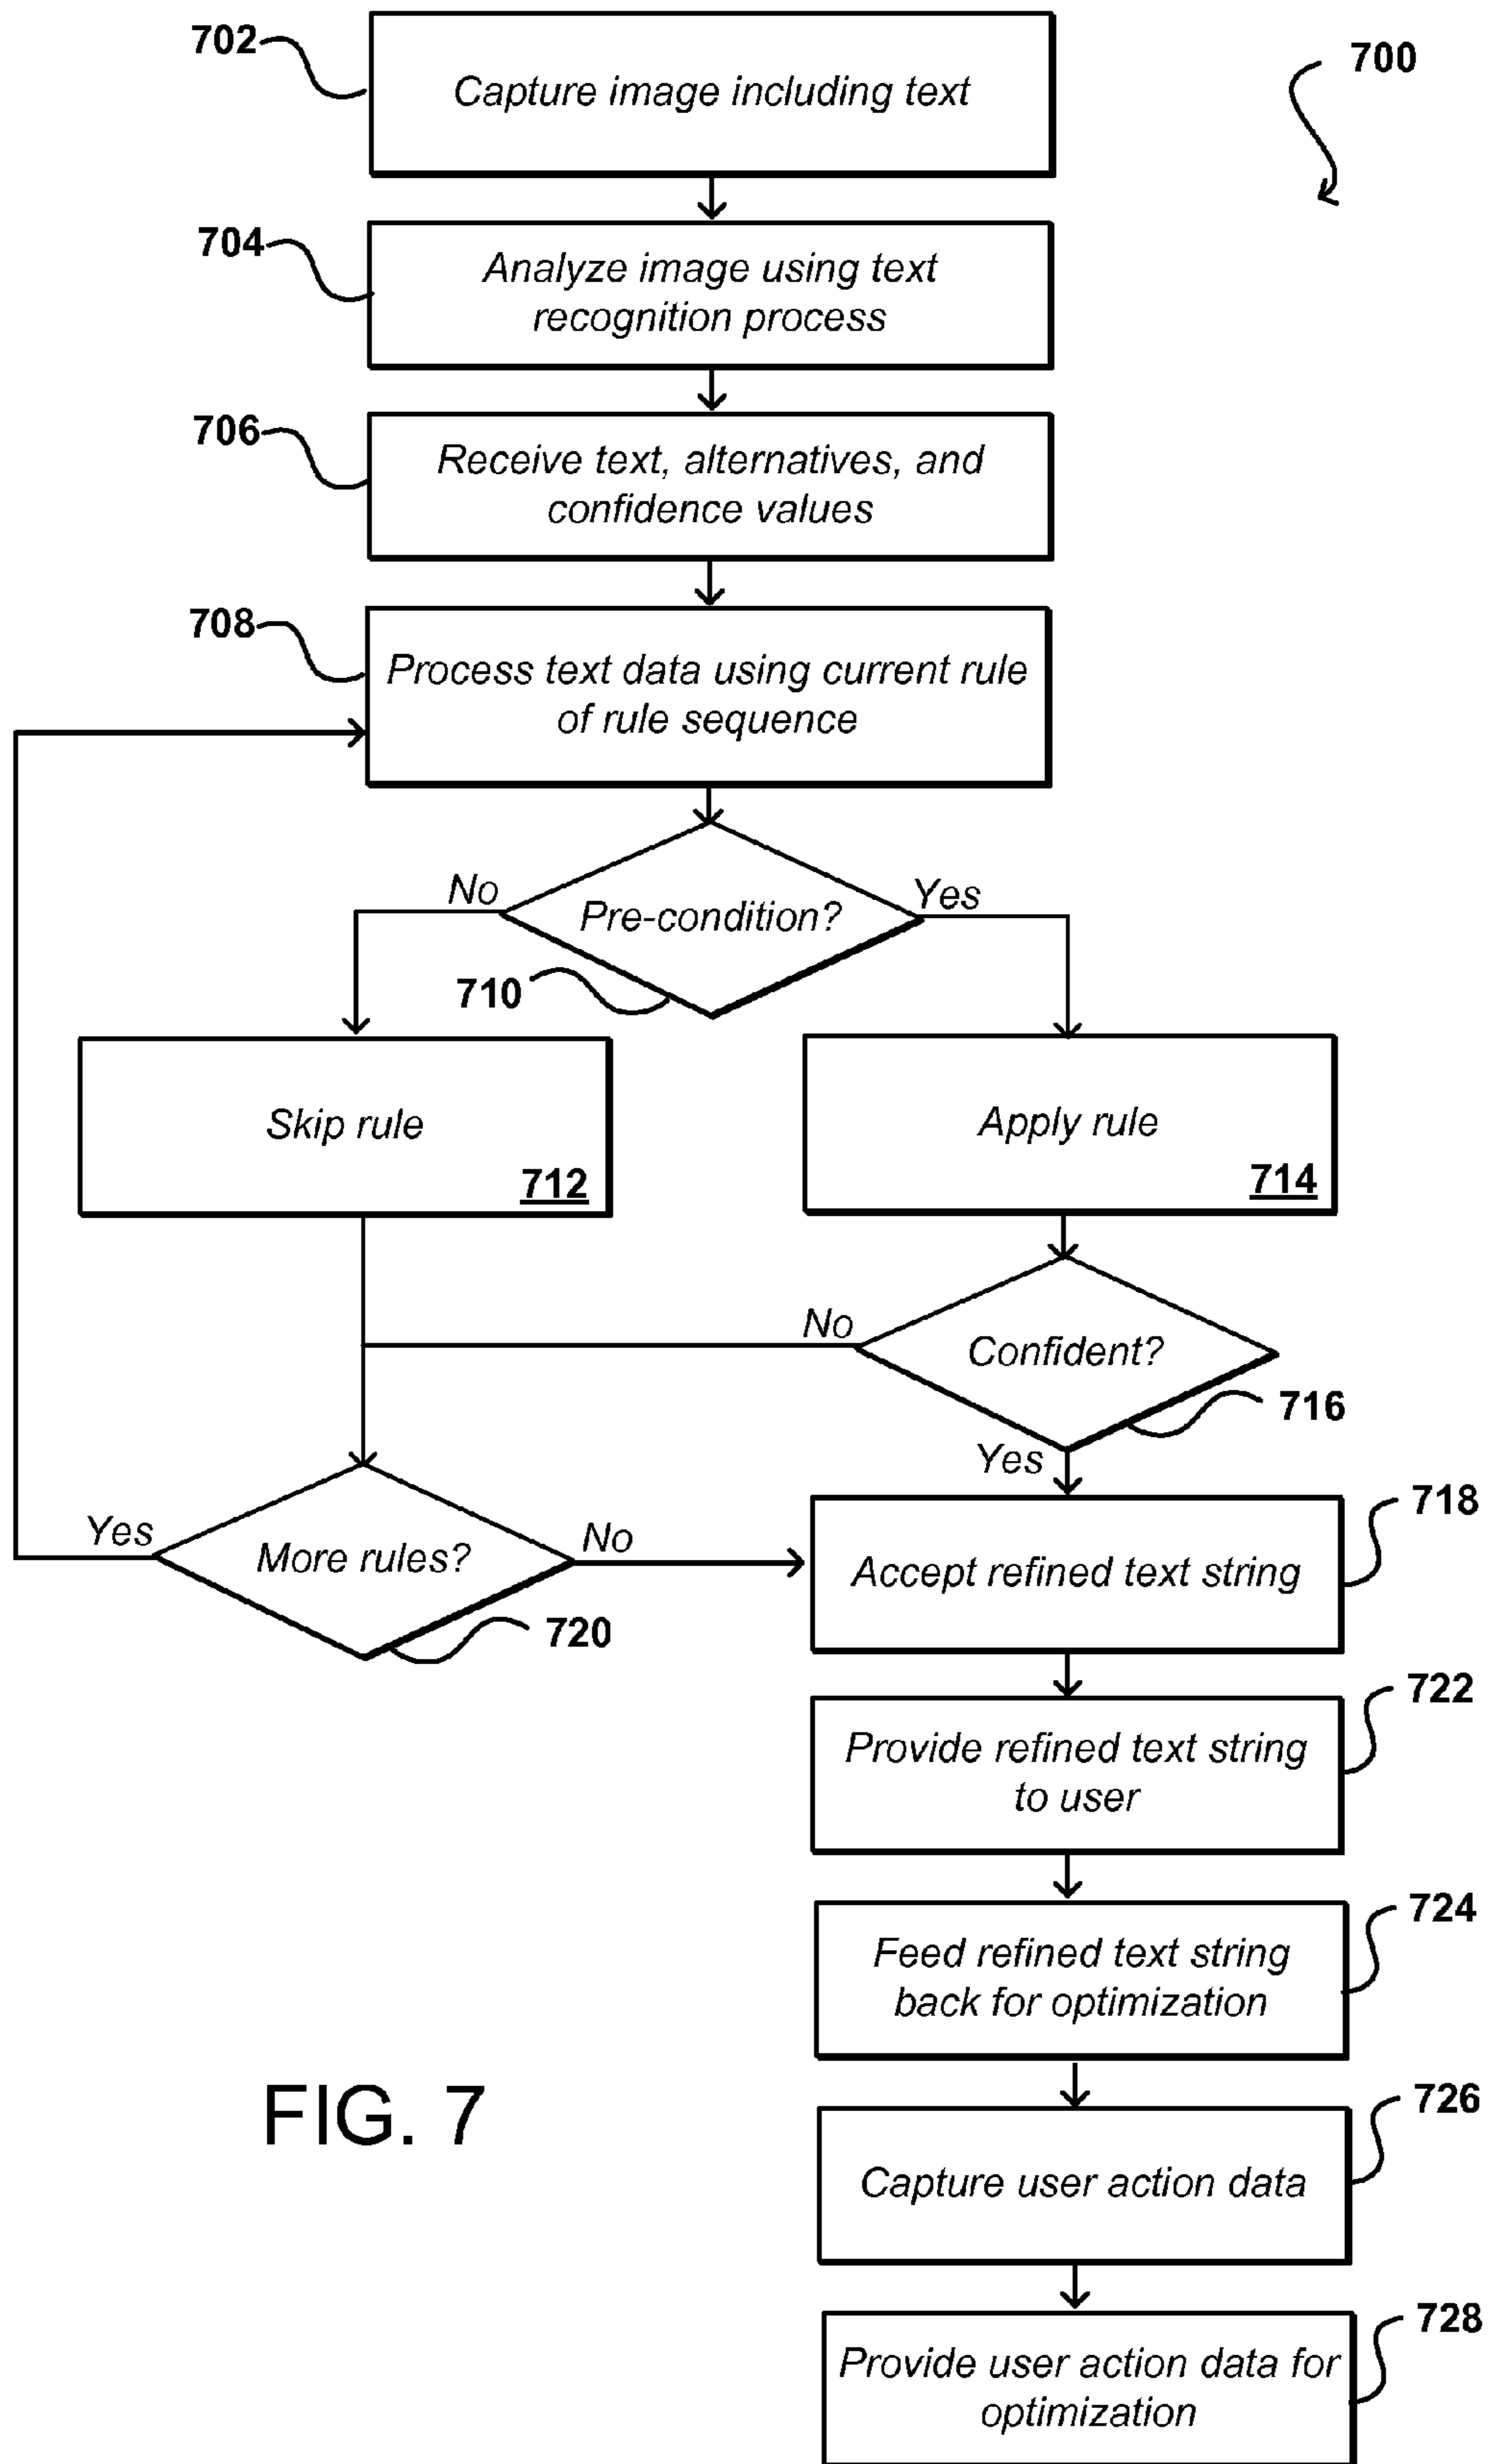 702
Capture image including text
700
704
Analyze image using text
recognition process
706
Receive text, alternatives, and
confidence values
708
Process text data using current rule
of rule sequence
No
Pre-condition?
Yes
710
Skip rule
712
Apply rule
714
No
Confident?
716
Yes
Yes
More rules?
No
720
718
Accept refined text string
722
Provide refined text string
to user
724
Feed refined text string
back for optimization
FIG. 7
726
Capture user action data
728
Provide user action data for
optimization